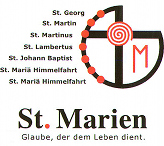 St. Georg
St. Martin
St. Martinus
St. Lambertus
St. Johann Baptist
St. Mariä Himmelfahrt
St. Mariä Himmelfahrt
M
St. Marien
Glaube, der dem Leben dient.